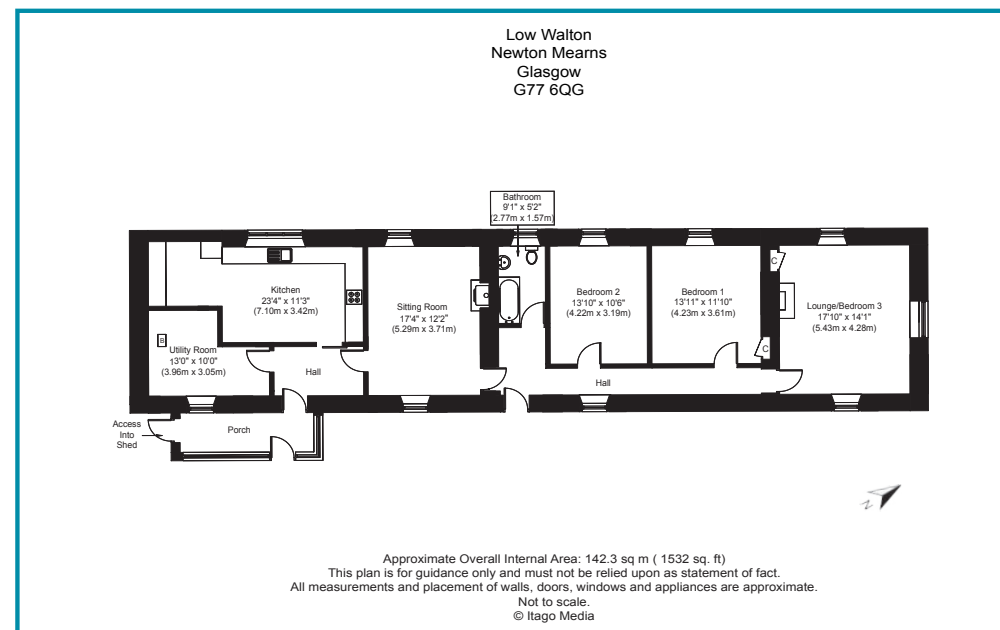 Low Walton
Newton Mearns
Glasgow
G77 6QG
Bathroom
9'1" x 5'2"
(2.77m x 1.57m)
Kitchen
23'4" x 11'3"
(7.10m x 3.42m)
Sitting Room
17'4" x 12'2"
(5.29m x 3.71m)
Bedroom 2
13'10" x 10'6"
(4.22m x 3.19m)
Bedroom 1
13'11" x 11'10"
(4.23m x 3.61m)
C
Lounge/Bedroom 3
17'10" x 14'1"
(5.43m x 4.28m)
B
Utility Room
13'0" x 10'0"
(3.96m x 3.05m)
Hall
C
Hall
Access
Into
Shed
Porch
N
Approximate Overall Internal Area: 142.3 sq m ( 1532 sq. ft)
This plan is for guidance only and must not be relied upon as statement of fact.
All measurements and placement of walls, doors, windows and appliances are approximate.
Not to scale.
© Itago Media